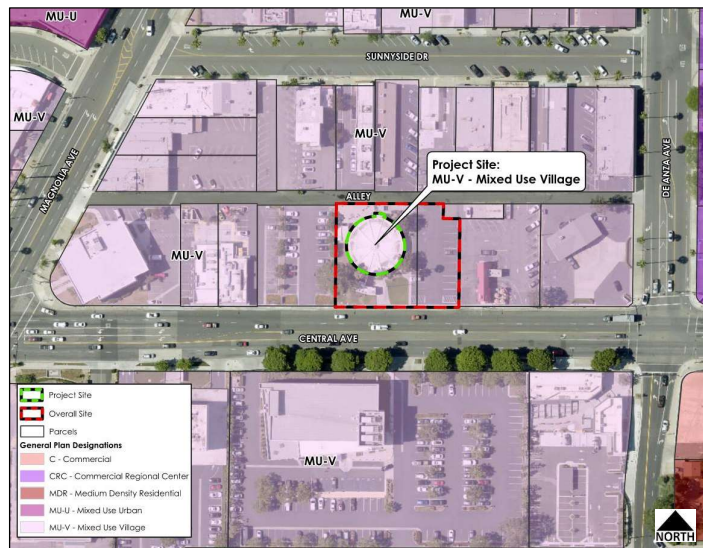 MU-U
MU-V
SUNNYSIDE DR
MU-V
MU-V
MAGNOLIA AVE
DE ANZA AVE
Project Site:
MU-V - Mixed Use Village
ALLEY
MU-V
CENTRAL AVE
MU-V
Project Site
Overall Site
Parcels
General Plan Designations
C - Commercial
CRC - Commercial Regional Center
MDR - Medium Density Residential
MU-U - Mixed Use Urban
MU-V - Mixed Use Village
NORTH